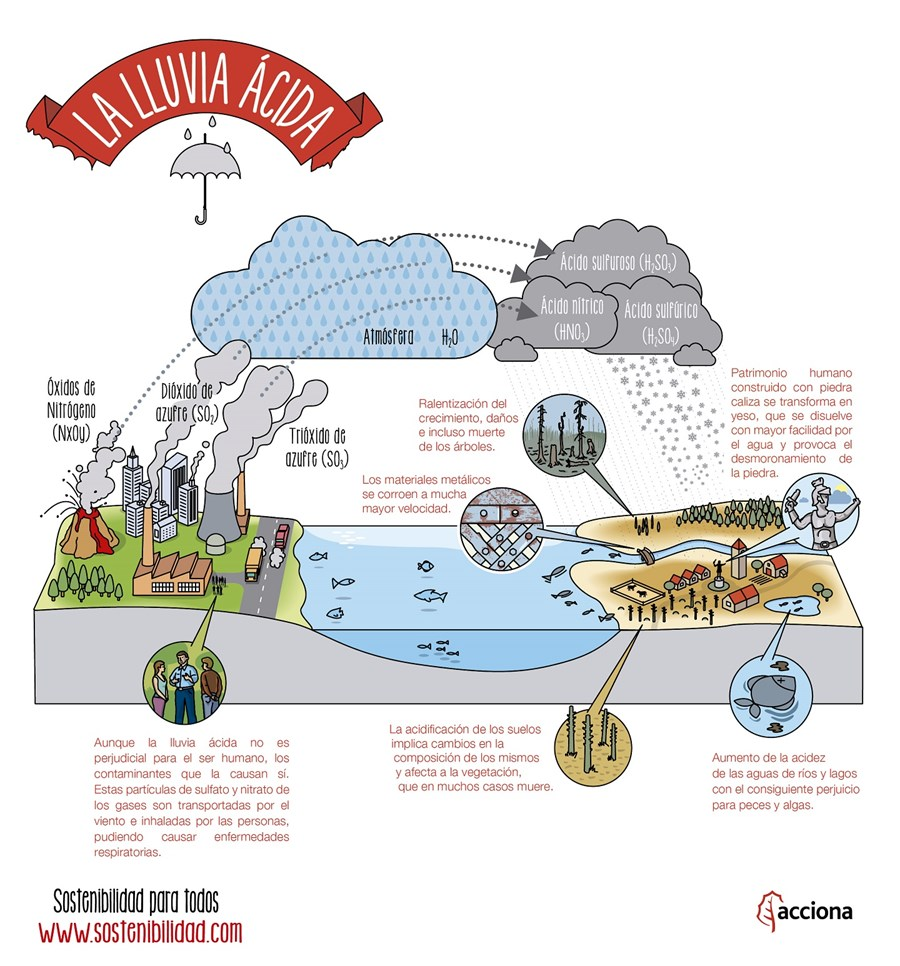 LA LLUVIA ÁCIDA
Ácido sulfuroso (H₂SO₃)
Ácido nítrico
(HNO₃)
Ácido sulfúrico
(H₂SO₄)
Atmósfera H₂O
Óxidos de
Nitrógeno
(NxOy)
Dióxido de
azufre (SO₂)
Trióxido de
azufre (SO₃)
Ralentización del
crecimiento, daños
e incluso muerte
de los árboles.
Los materiales metálicos
se corroen a mucha
mayor velocidad.
Patrimonio humano
construido con piedra
caliza se transforma en
yeso, que se disuelve
con mayor facilidad por
el agua y provoca el
desmoronamiento de
la piedra.
Aunque la lluvia ácida no es
perjudicial para el ser humano, los
contaminantes que la causan sí.
Estas partículas de sulfato y nitrato de
los gases son transportadas por el
viento e inhaladas por las personas,
pudiendo causar enfermedades
respiratorias.
La acidificación de los suelos
implica cambios en la
composición de los mismos
y afecta a la vegetación,
que en muchos casos muere.
Aumento de la acidez
de las aguas de ríos y lagos
con el consiguiente perjuicio
para peces y algas.
Sostenibilidad para todos
www.sostenibilidad.com
acciona